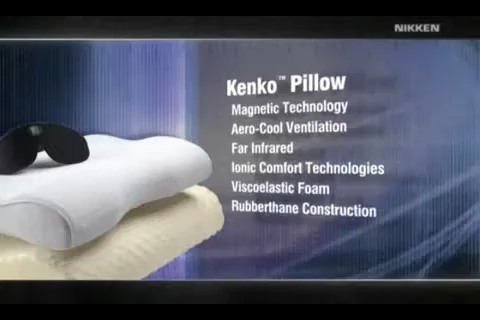 NIKKEN
Kenko™ Pillow
Magnetic Technology
Aero-Cool Ventilation
Far Infrared
Ionic Comfort Technologies
Viscoelastic Foam
Rubberthane Construction